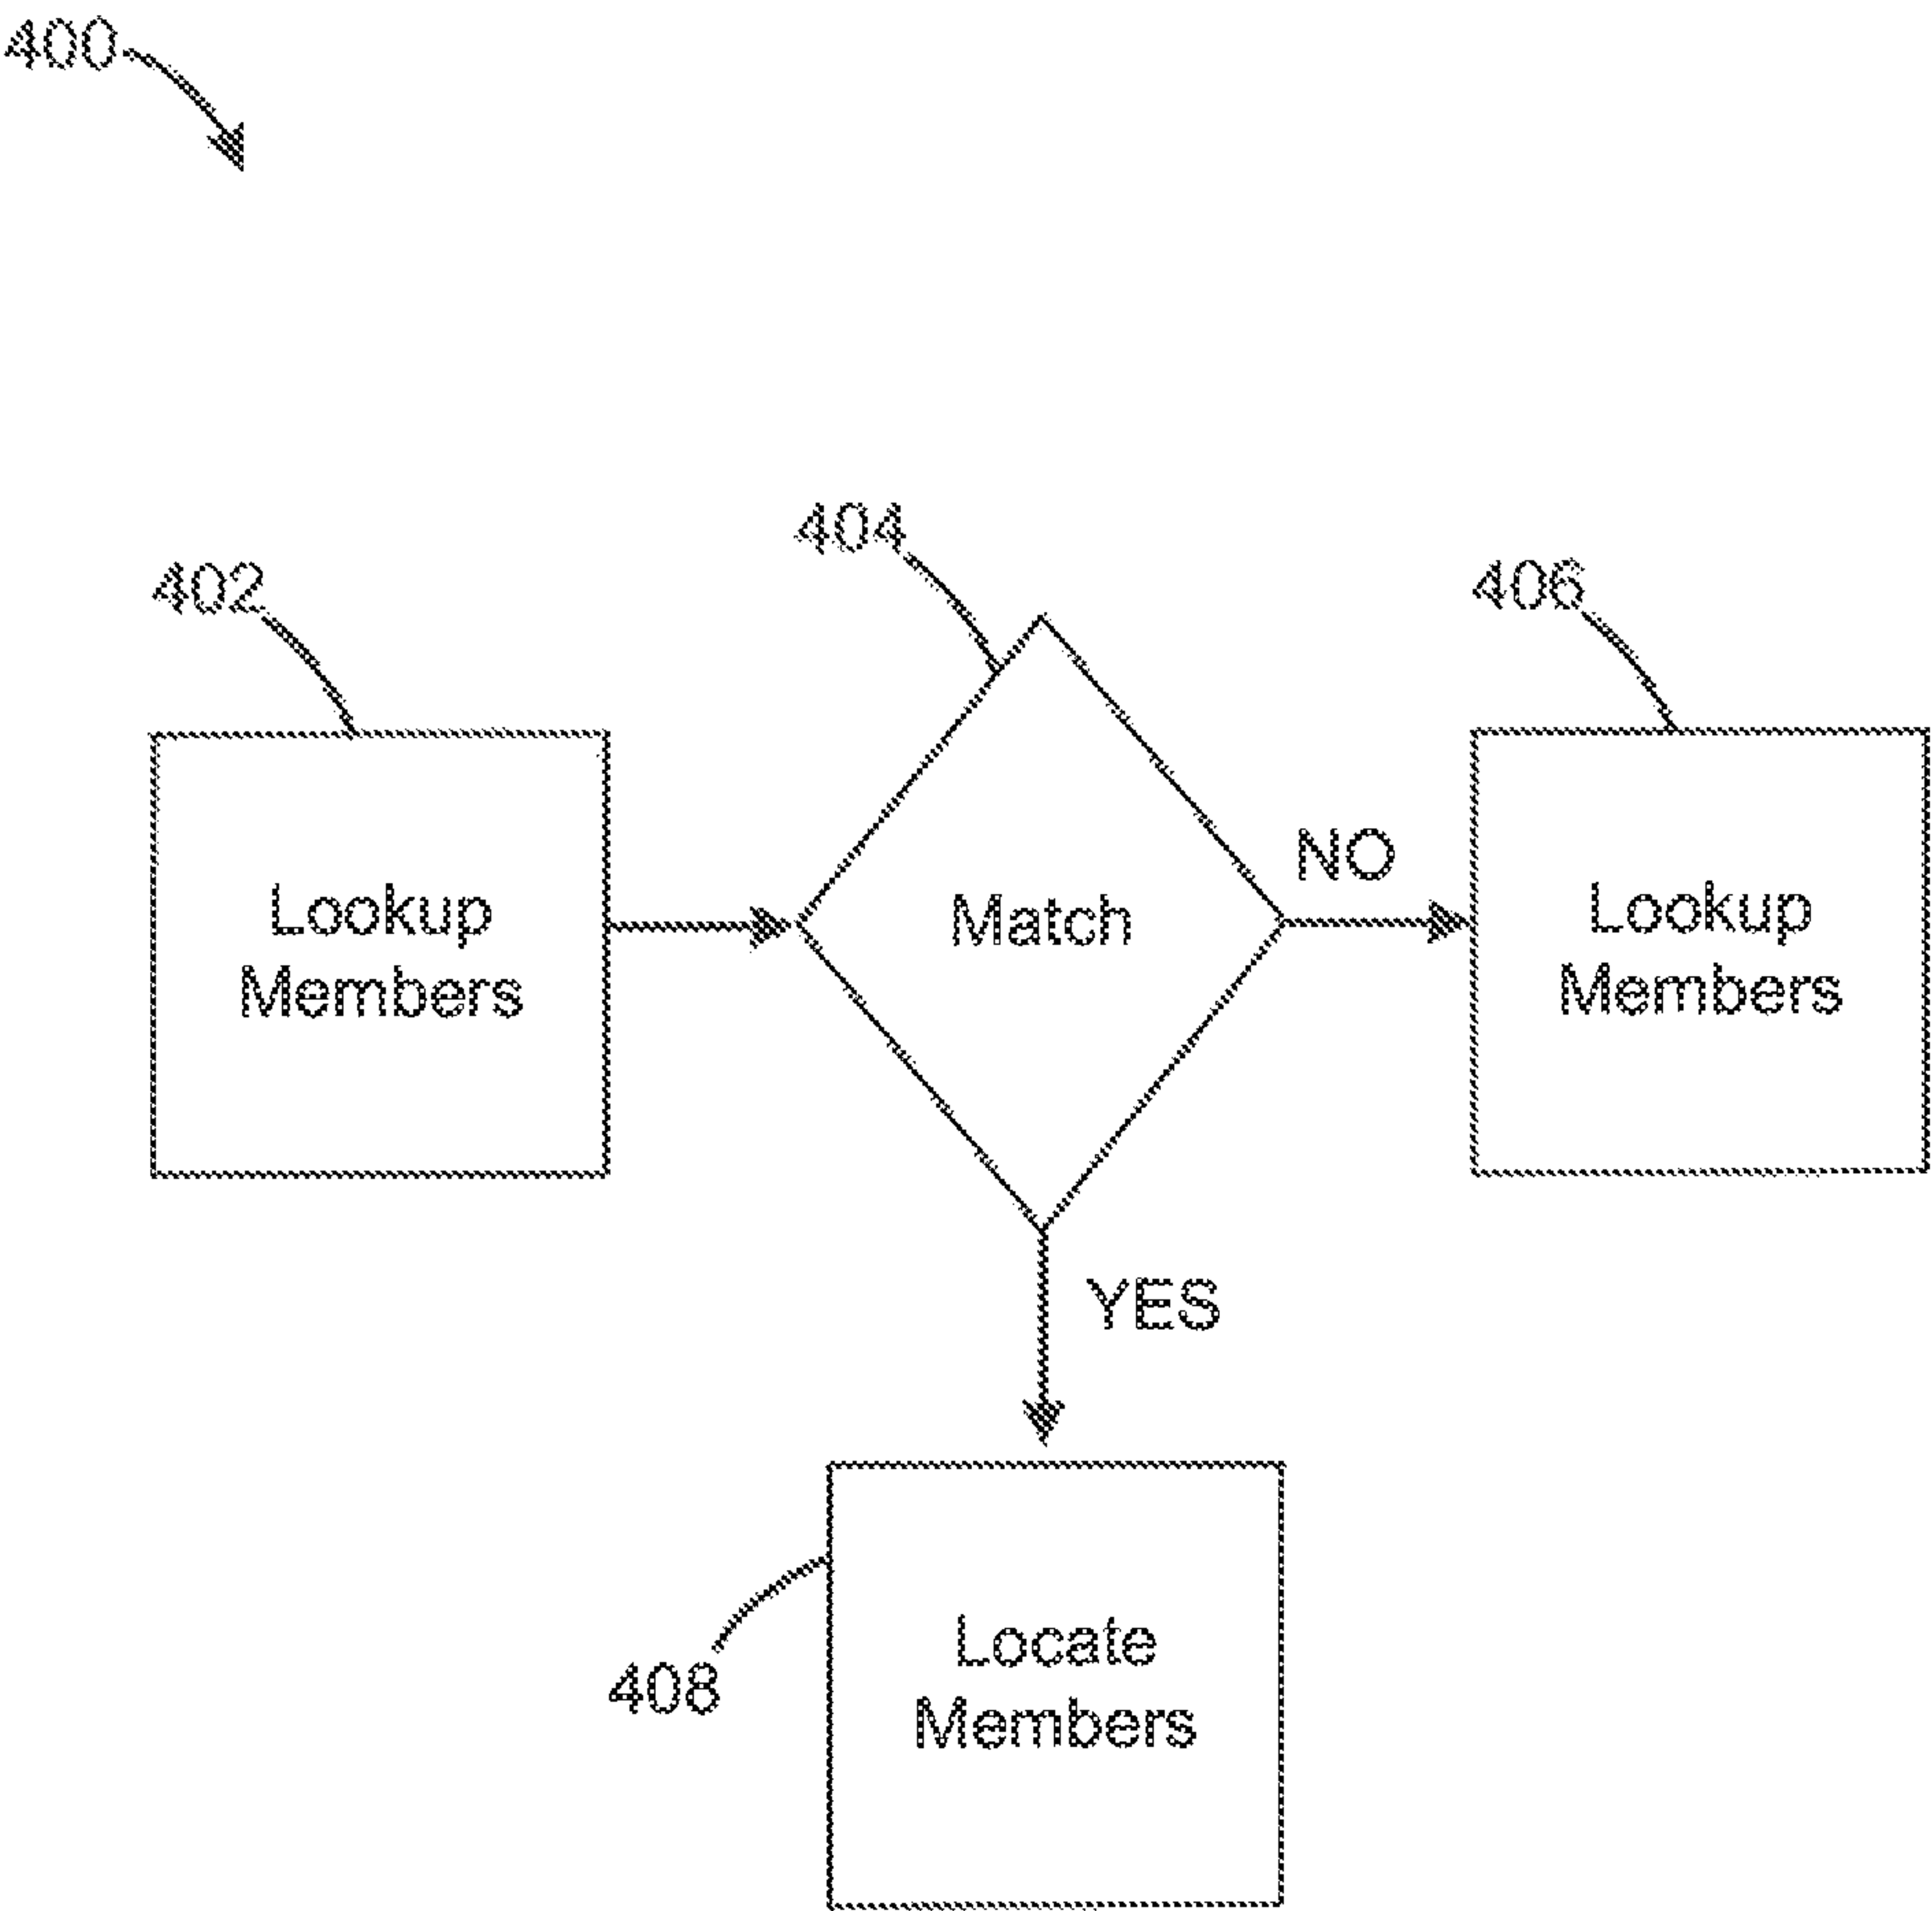 400
404
402
406
Lookup
Members
Match
NO
Lookup
Members
YES
Locate
Members
408